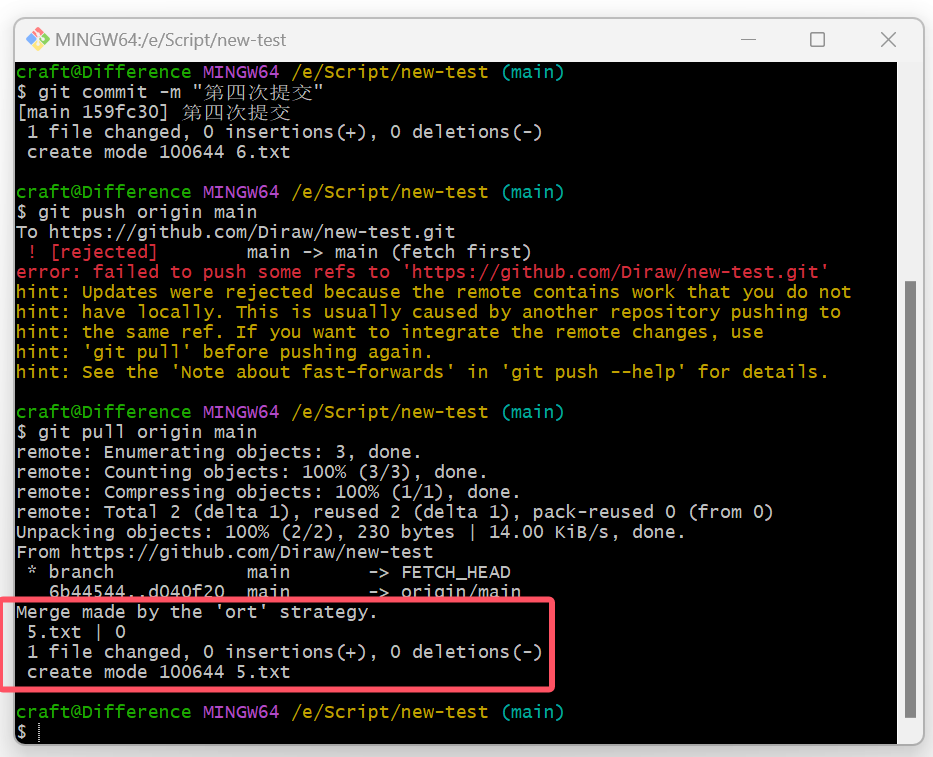 MINGW64:/e/Script/new-test
craft@Difference MINGW64 /e/Script/new-test (main)
$ git commit -m "第四次提交"
[main 159fc30] 第四次提交
 1 file changed, 0 insertions(+), 0 deletions(-)
 create mode 100644 6.txt
craft@Difference MINGW64 /e/Script/new-test (main)
$ git push origin main
To https://github.com/Diraw/new-test.git
 ! [rejected]        main -> main (fetch first)
error: failed to push some refs to 'https://github.com/Diraw/new-test.git'
hint: Updates were rejected because the remote contains work that you do not
hint: have locally. This is usually caused by another repository pushing to
hint: the same ref. If you want to integrate the remote changes, use
hint: 'git pull' before pushing again.
hint: See the 'Note about fast-forwards' in 'git push --help' for details.
craft@Difference MINGW64 /e/Script/new-test (main)
$ git pull origin main
remote: Enumerating objects: 3, done.
remote: Counting objects: 100% (3/3), done.
remote: Compressing objects: 100% (1/1), done.
remote: Total 2 (delta 1), reused 2 (delta 1), pack-reused 0 (from 0)
Unpacking objects: 100% (2/2), 230 bytes | 14.00 KiB/s, done.
From https://github.com/Diraw/new-test
 * branch            main       -> FETCH_HEAD
   6b44544..d040f20  main       -> origin/main
Merge made by the 'ort' strategy.
 5.txt | 0
 1 file changed, 0 insertions(+), 0 deletions(-)
 create mode 100644 5.txt
craft@Difference MINGW64 /e/Script/new-test (main)
$